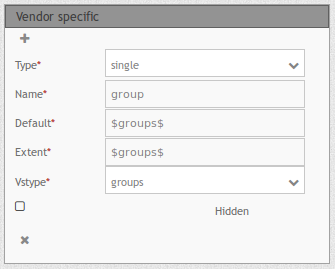 Vendor specific
Type* single
Name* group
Default* $groups$
Extent* $groups$
Vstype* groups
Hidden